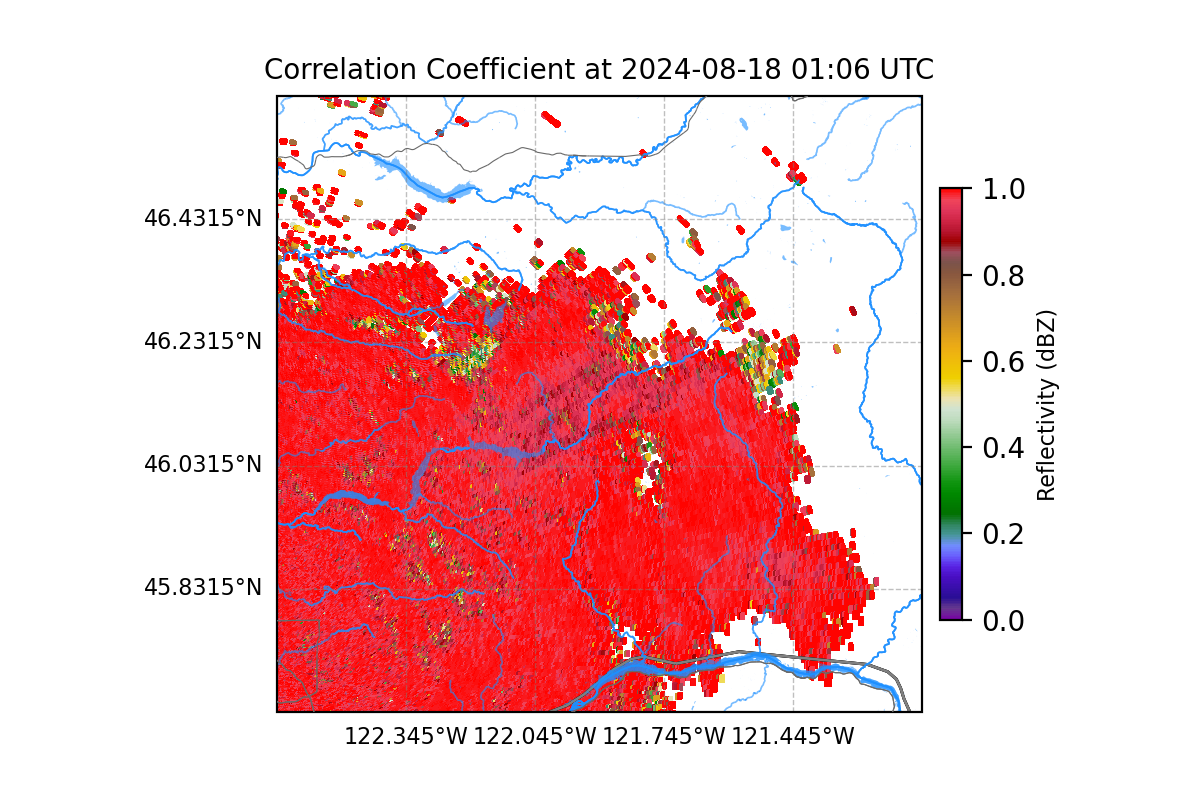 Correlation Coefficient at 2024-08-18 01:06 UTC
46.4315°N
46.2315°N
46.0315°N
45.8315°N
122.345°W 122.045°W 121.745°W 121.445°W
1.0
0.8
0.6
0.4
0.2
0.0
Reflectivity (dBZ)